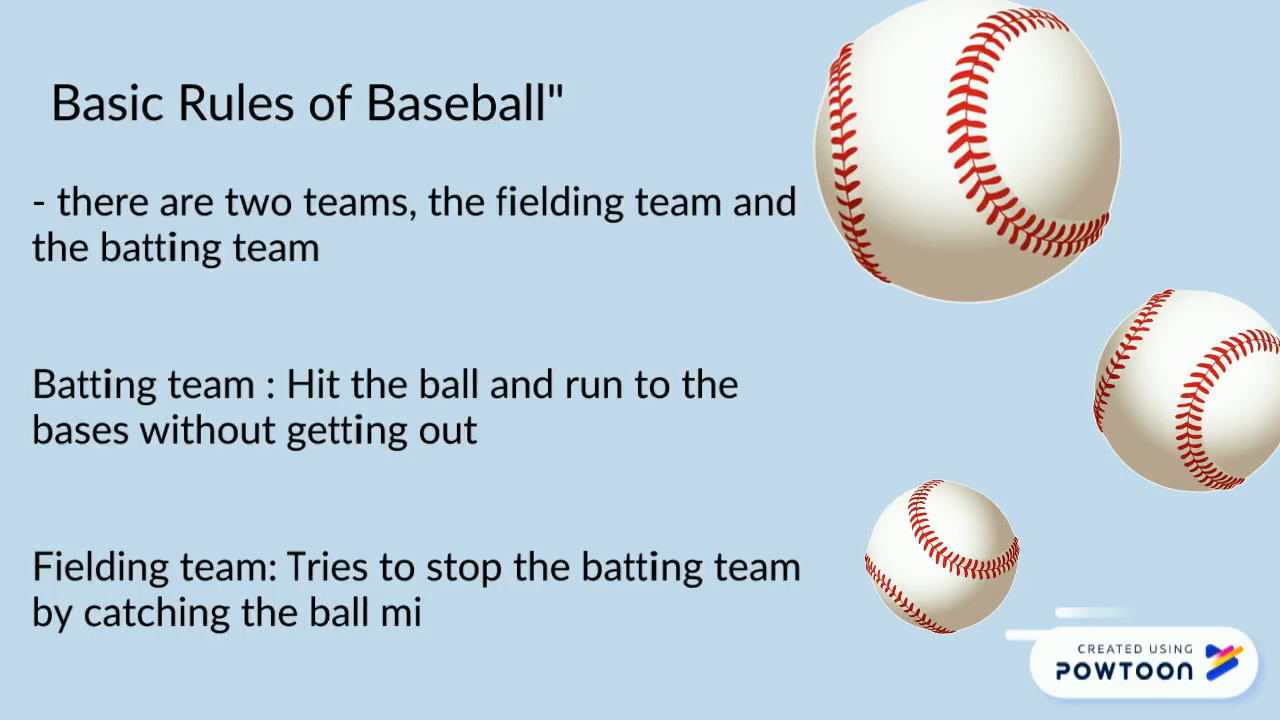 Basic Rules of Baseball"
- there are two teams, the fielding team and
the batting team
Batting team : Hit the ball and run to the
bases without getting out
Fielding team: Tries to stop the batting team
by catching the ball mi
CREATED USING
POWTOON